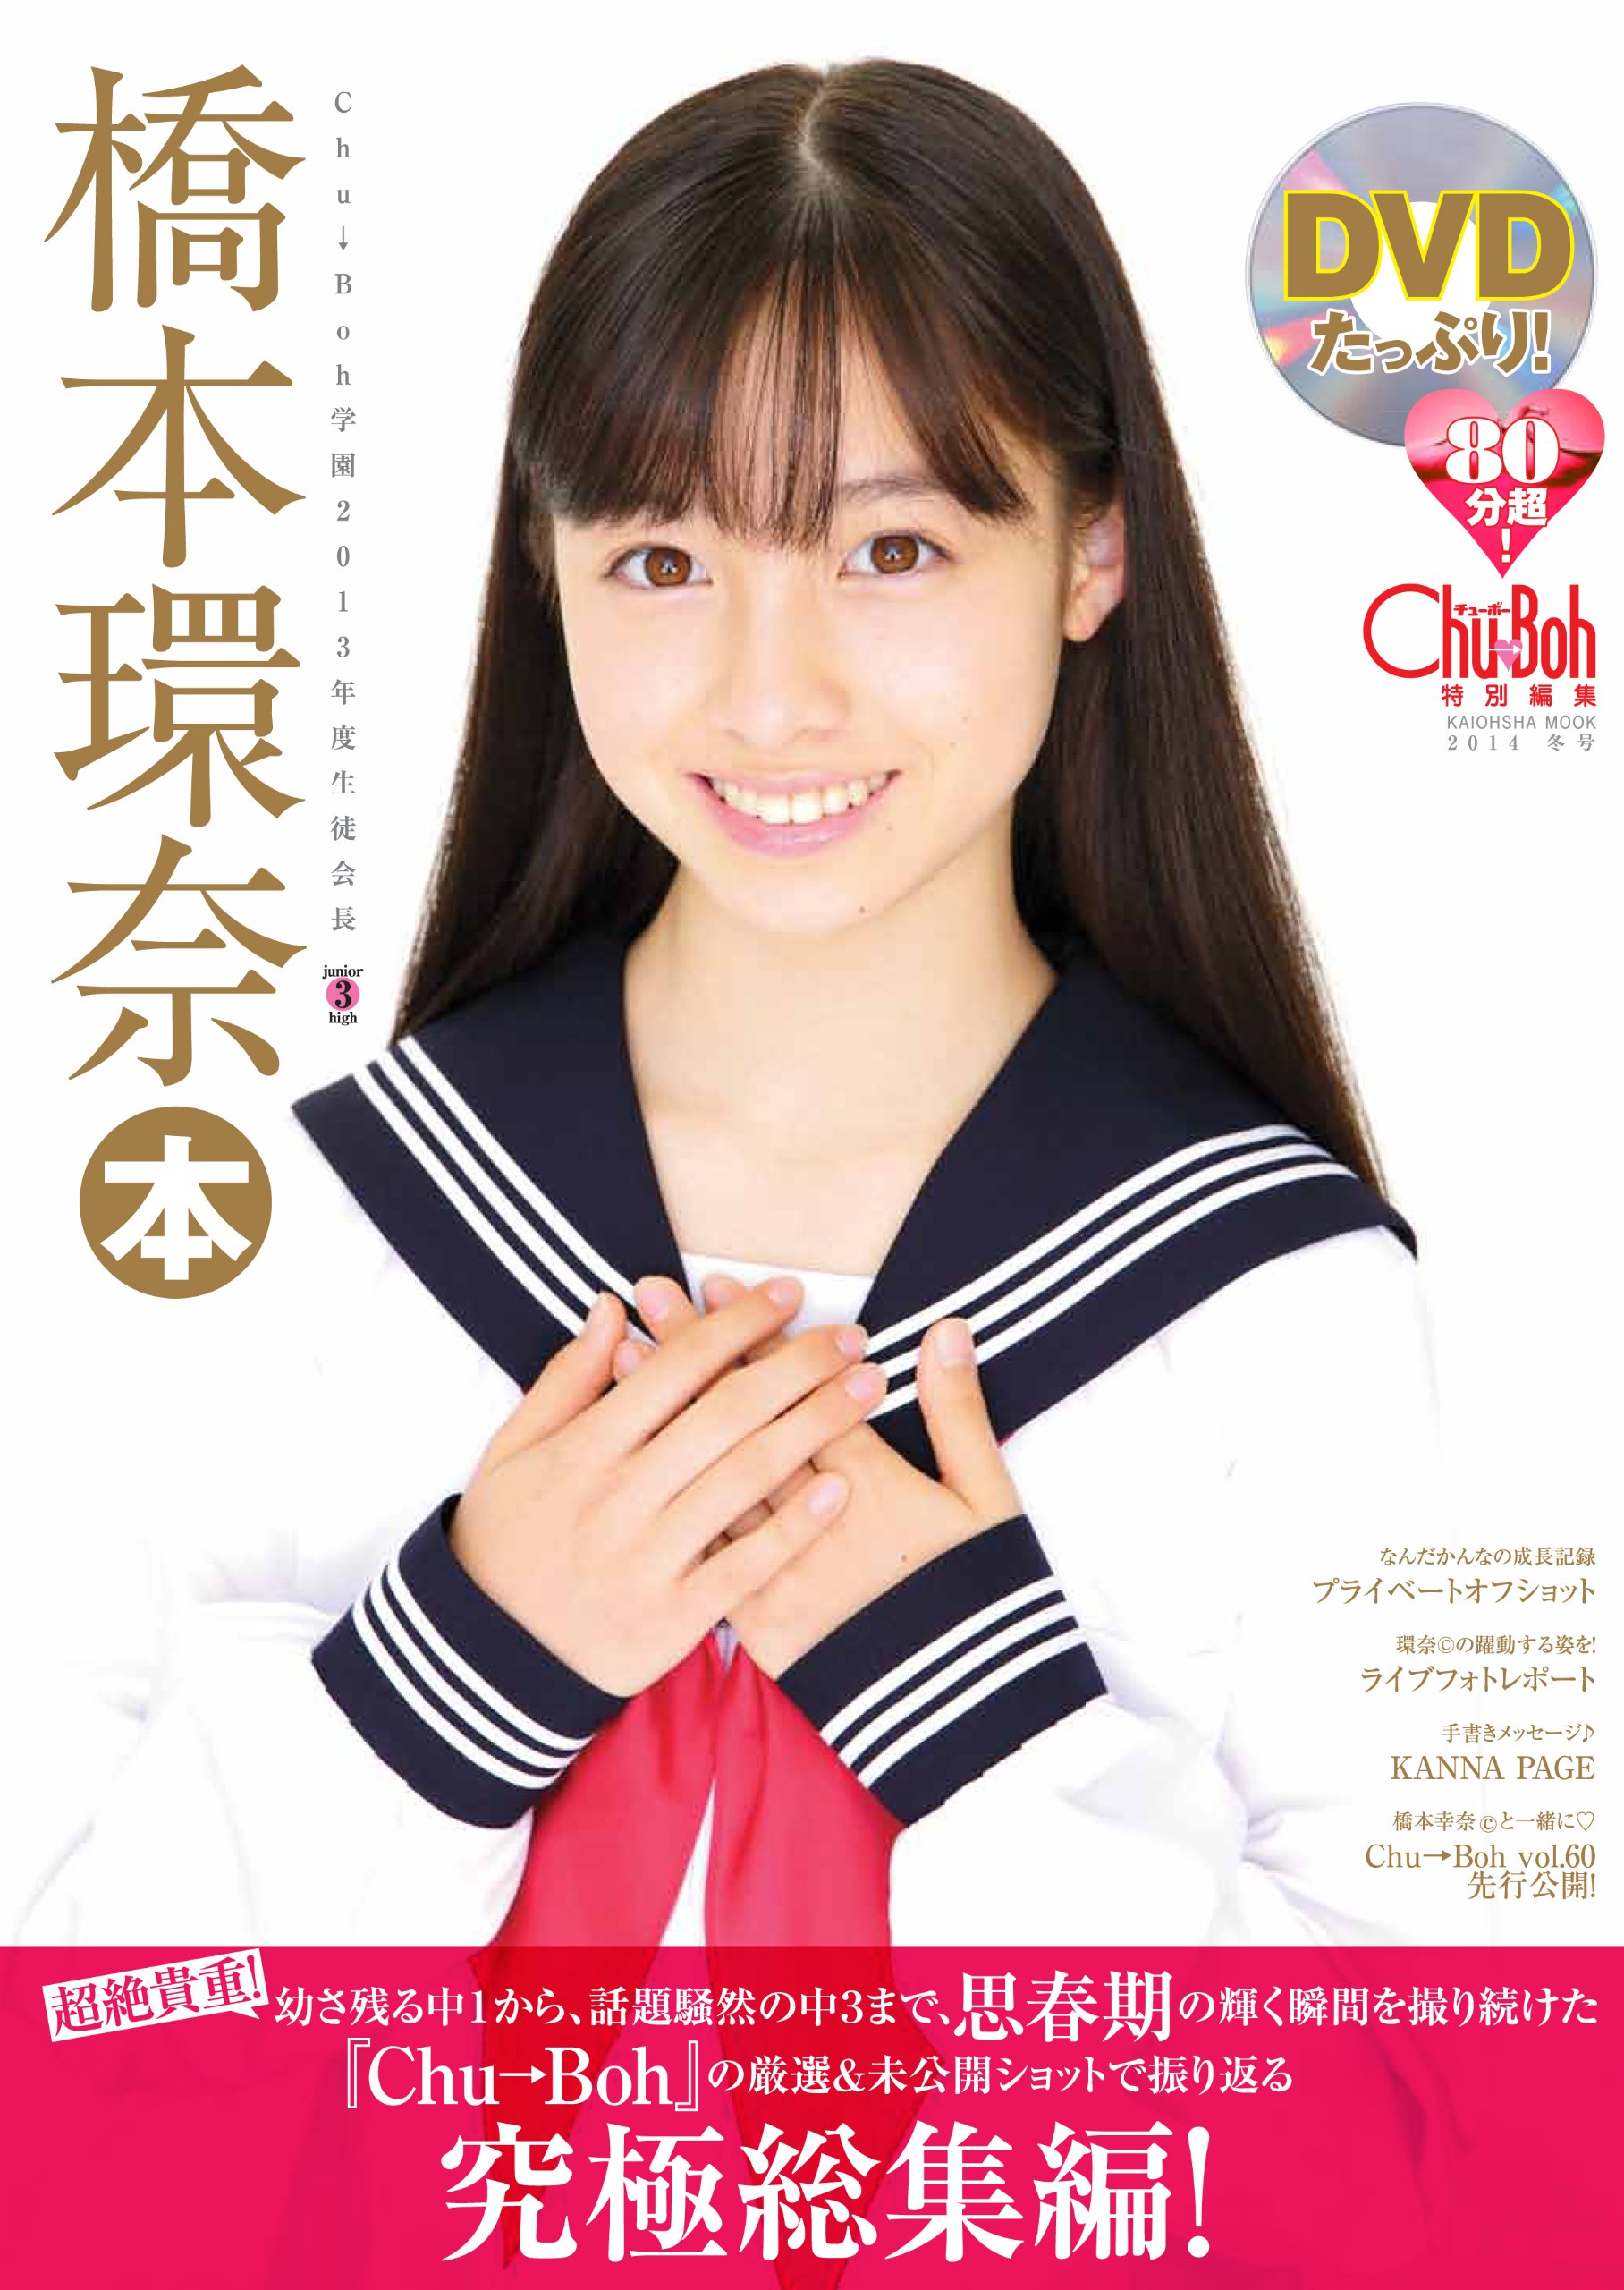 橋本環奈
本
Chu→Boh学園2013年度生徒会長
junior
3
high
DVD
たっぷり!
80
分超
!
Chu→Boh
チューボー
特別編集
KAIOHSHA MOOK
2014 冬号
なんだかんなの成長記録
プライベートオフショット
環奈©の躍動する姿を!
ライブフォトレポート
手書きメッセージ♪
KANNA PAGE
橋本幸奈©と一緒に♡
Chu→Boh vol.60
先行公開!
超絶貴重!
幼さ残る中1から、話題騒然の中3まで、思春期の輝く瞬間を撮り続けた
『Chu→Boh』の厳選&未公開ショットで振り返る
究極総集編!